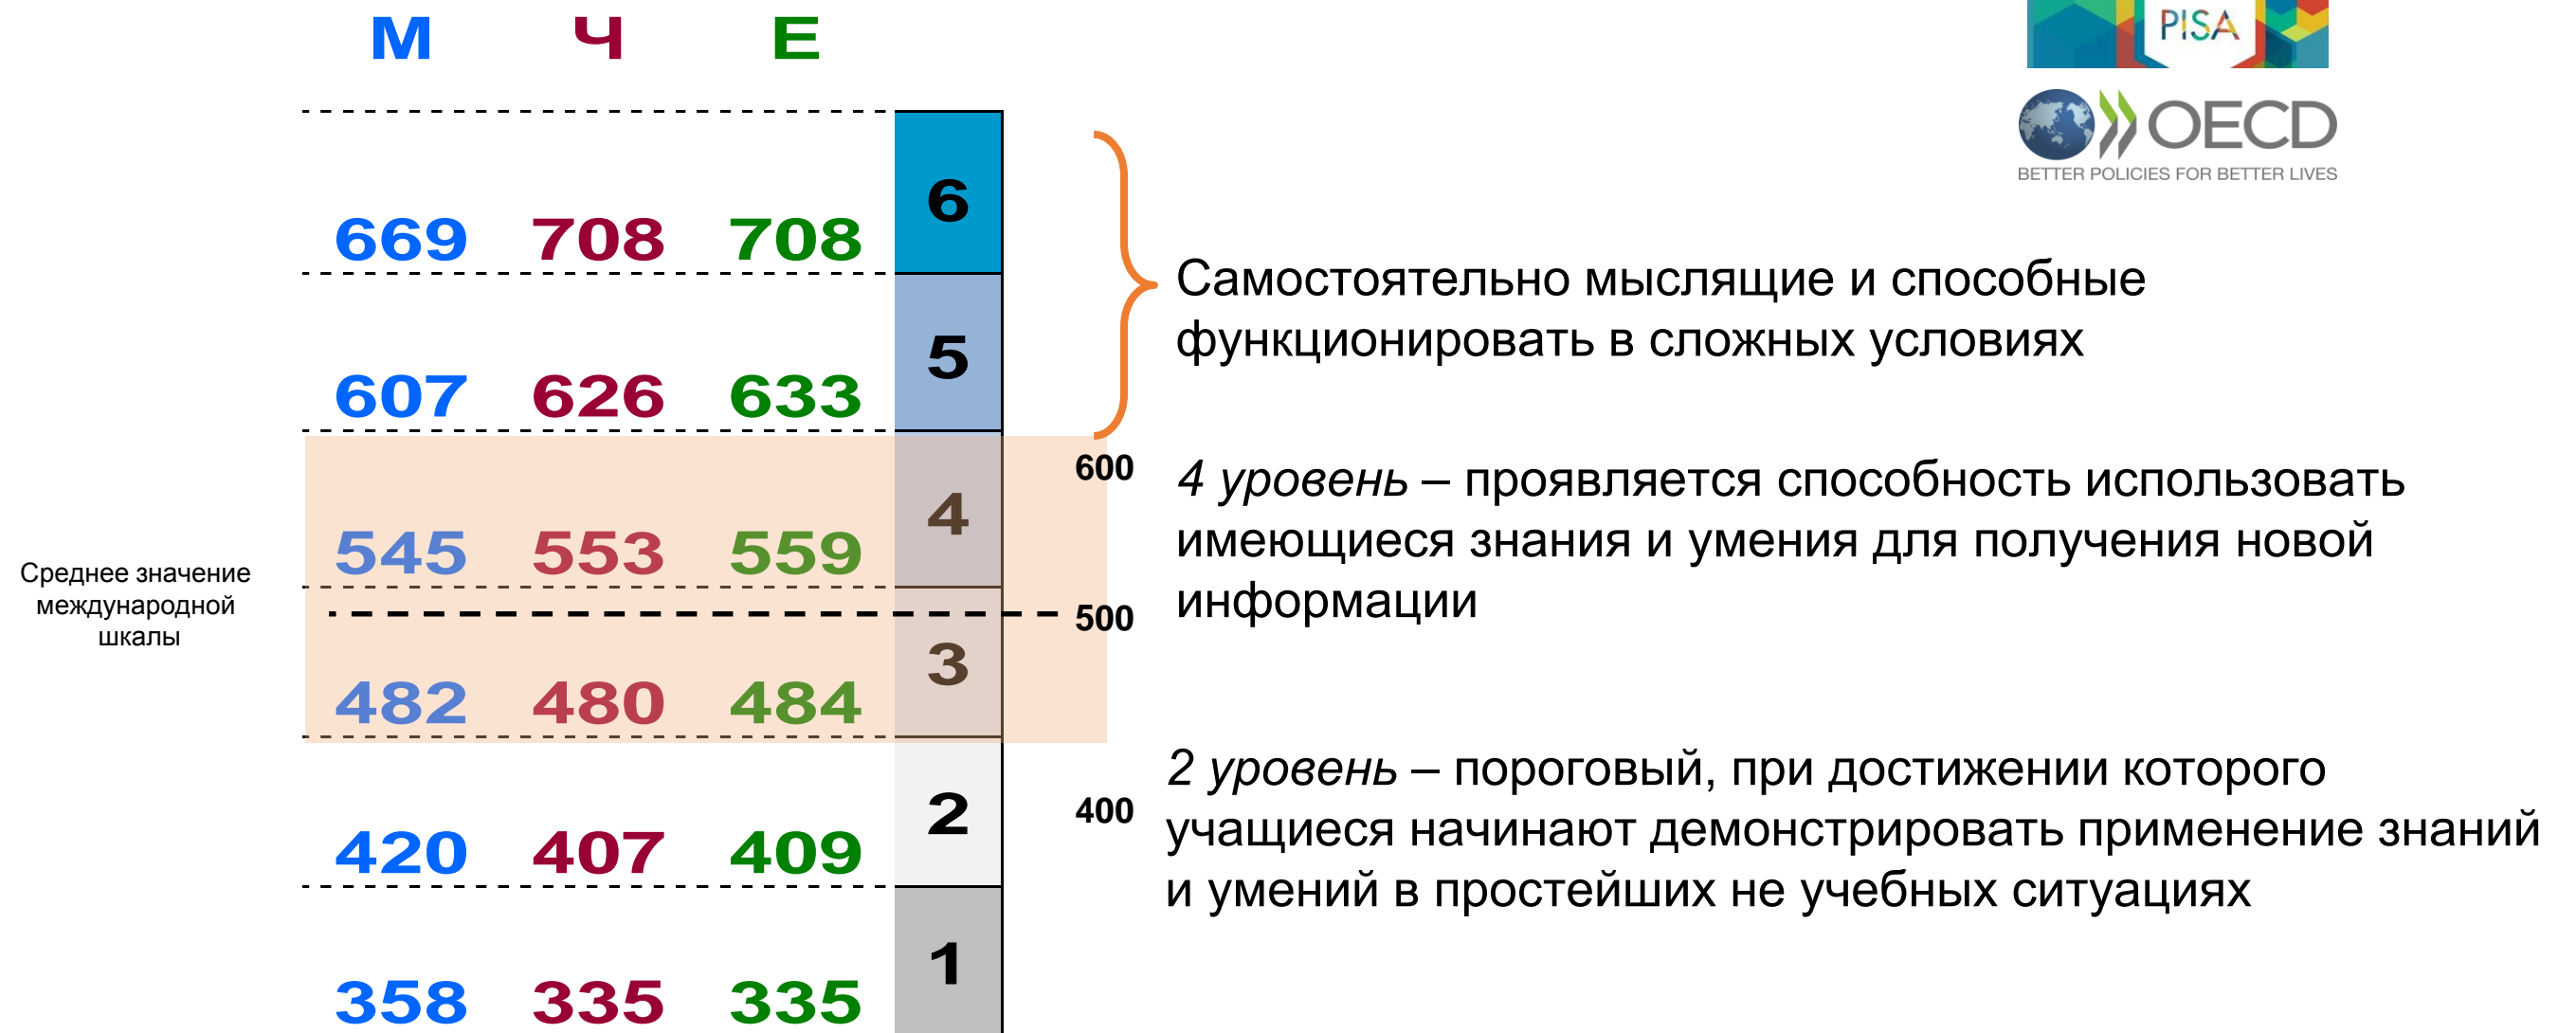 М Ч Е
PISA
OECD
BETTER POLICIES FOR BETTER LIVES
669 708 708 6
607 626 633 5
Самостоятельно мыслящие и способные
функционировать в сложных условиях
600
545 553 559 4
4 уровень – проявляется способность использовать
имеющиеся знания и умения для получения новой
информации
Среднее значение
международной
шкалы
500
482 480 484 3
2 уровень – пороговый, при достижении которого
учащиеся начинают демонстрировать применение знаний
и умений в простейших не учебных ситуациях
400
420 407 409 2
358 335 335 1